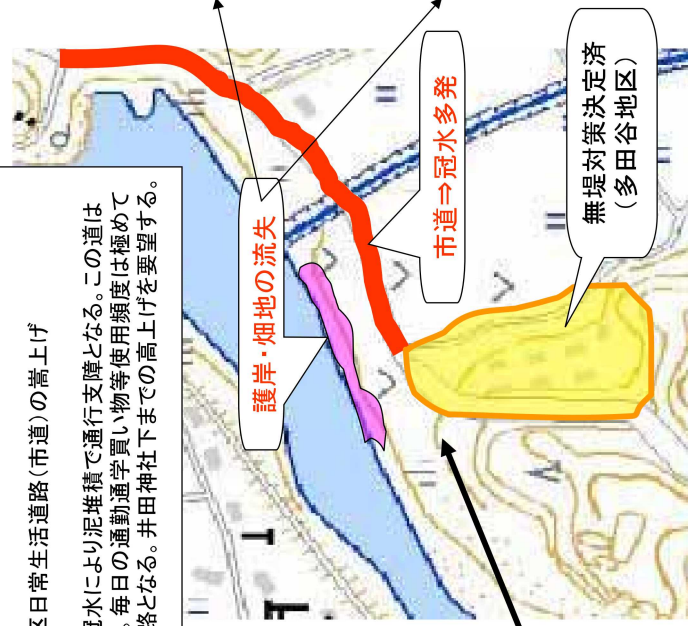 区日常生活道路(市道)の嵩上げ
冠水により泥堆積で通行支障となる。この道は
。毎日の通勤通学買い物等使用頻度は極めて
路となる。井田神社下までの高上げを要望する。
護岸・畑地の流失
市道⇒冠水多発
無堤対策決定済
(多田谷地区)